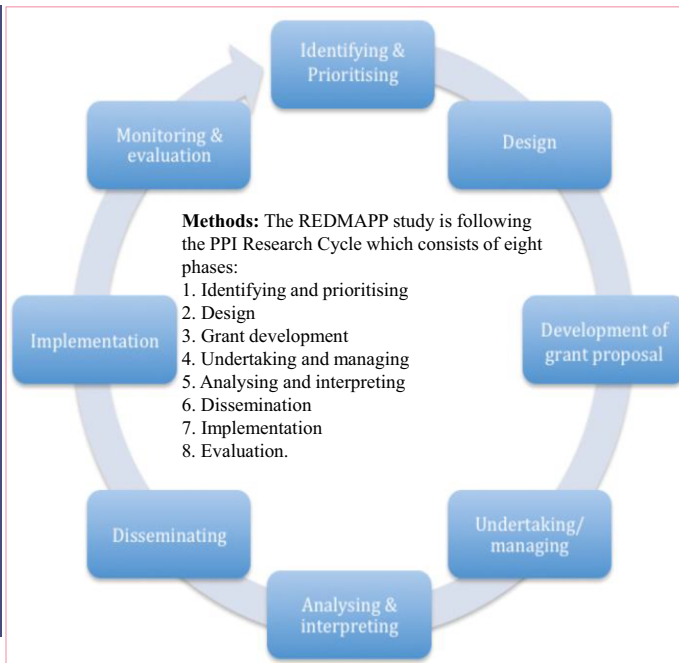 Identifying &
Prioritising
Design
Development of
grant proposal
Undertaking/
managing
Analysing &
interpreting
Disseminating
Implementation
Monitoring &
evaluation
Methods: The REDMAPP study is following
the PPI Research Cycle which consists of eight
phases:
1. Identifying and prioritising
2. Design
3. Grant development
4. Undertaking and managing
5. Analysing and interpreting
6. Dissemination
7. Implementation
8. Evaluation.